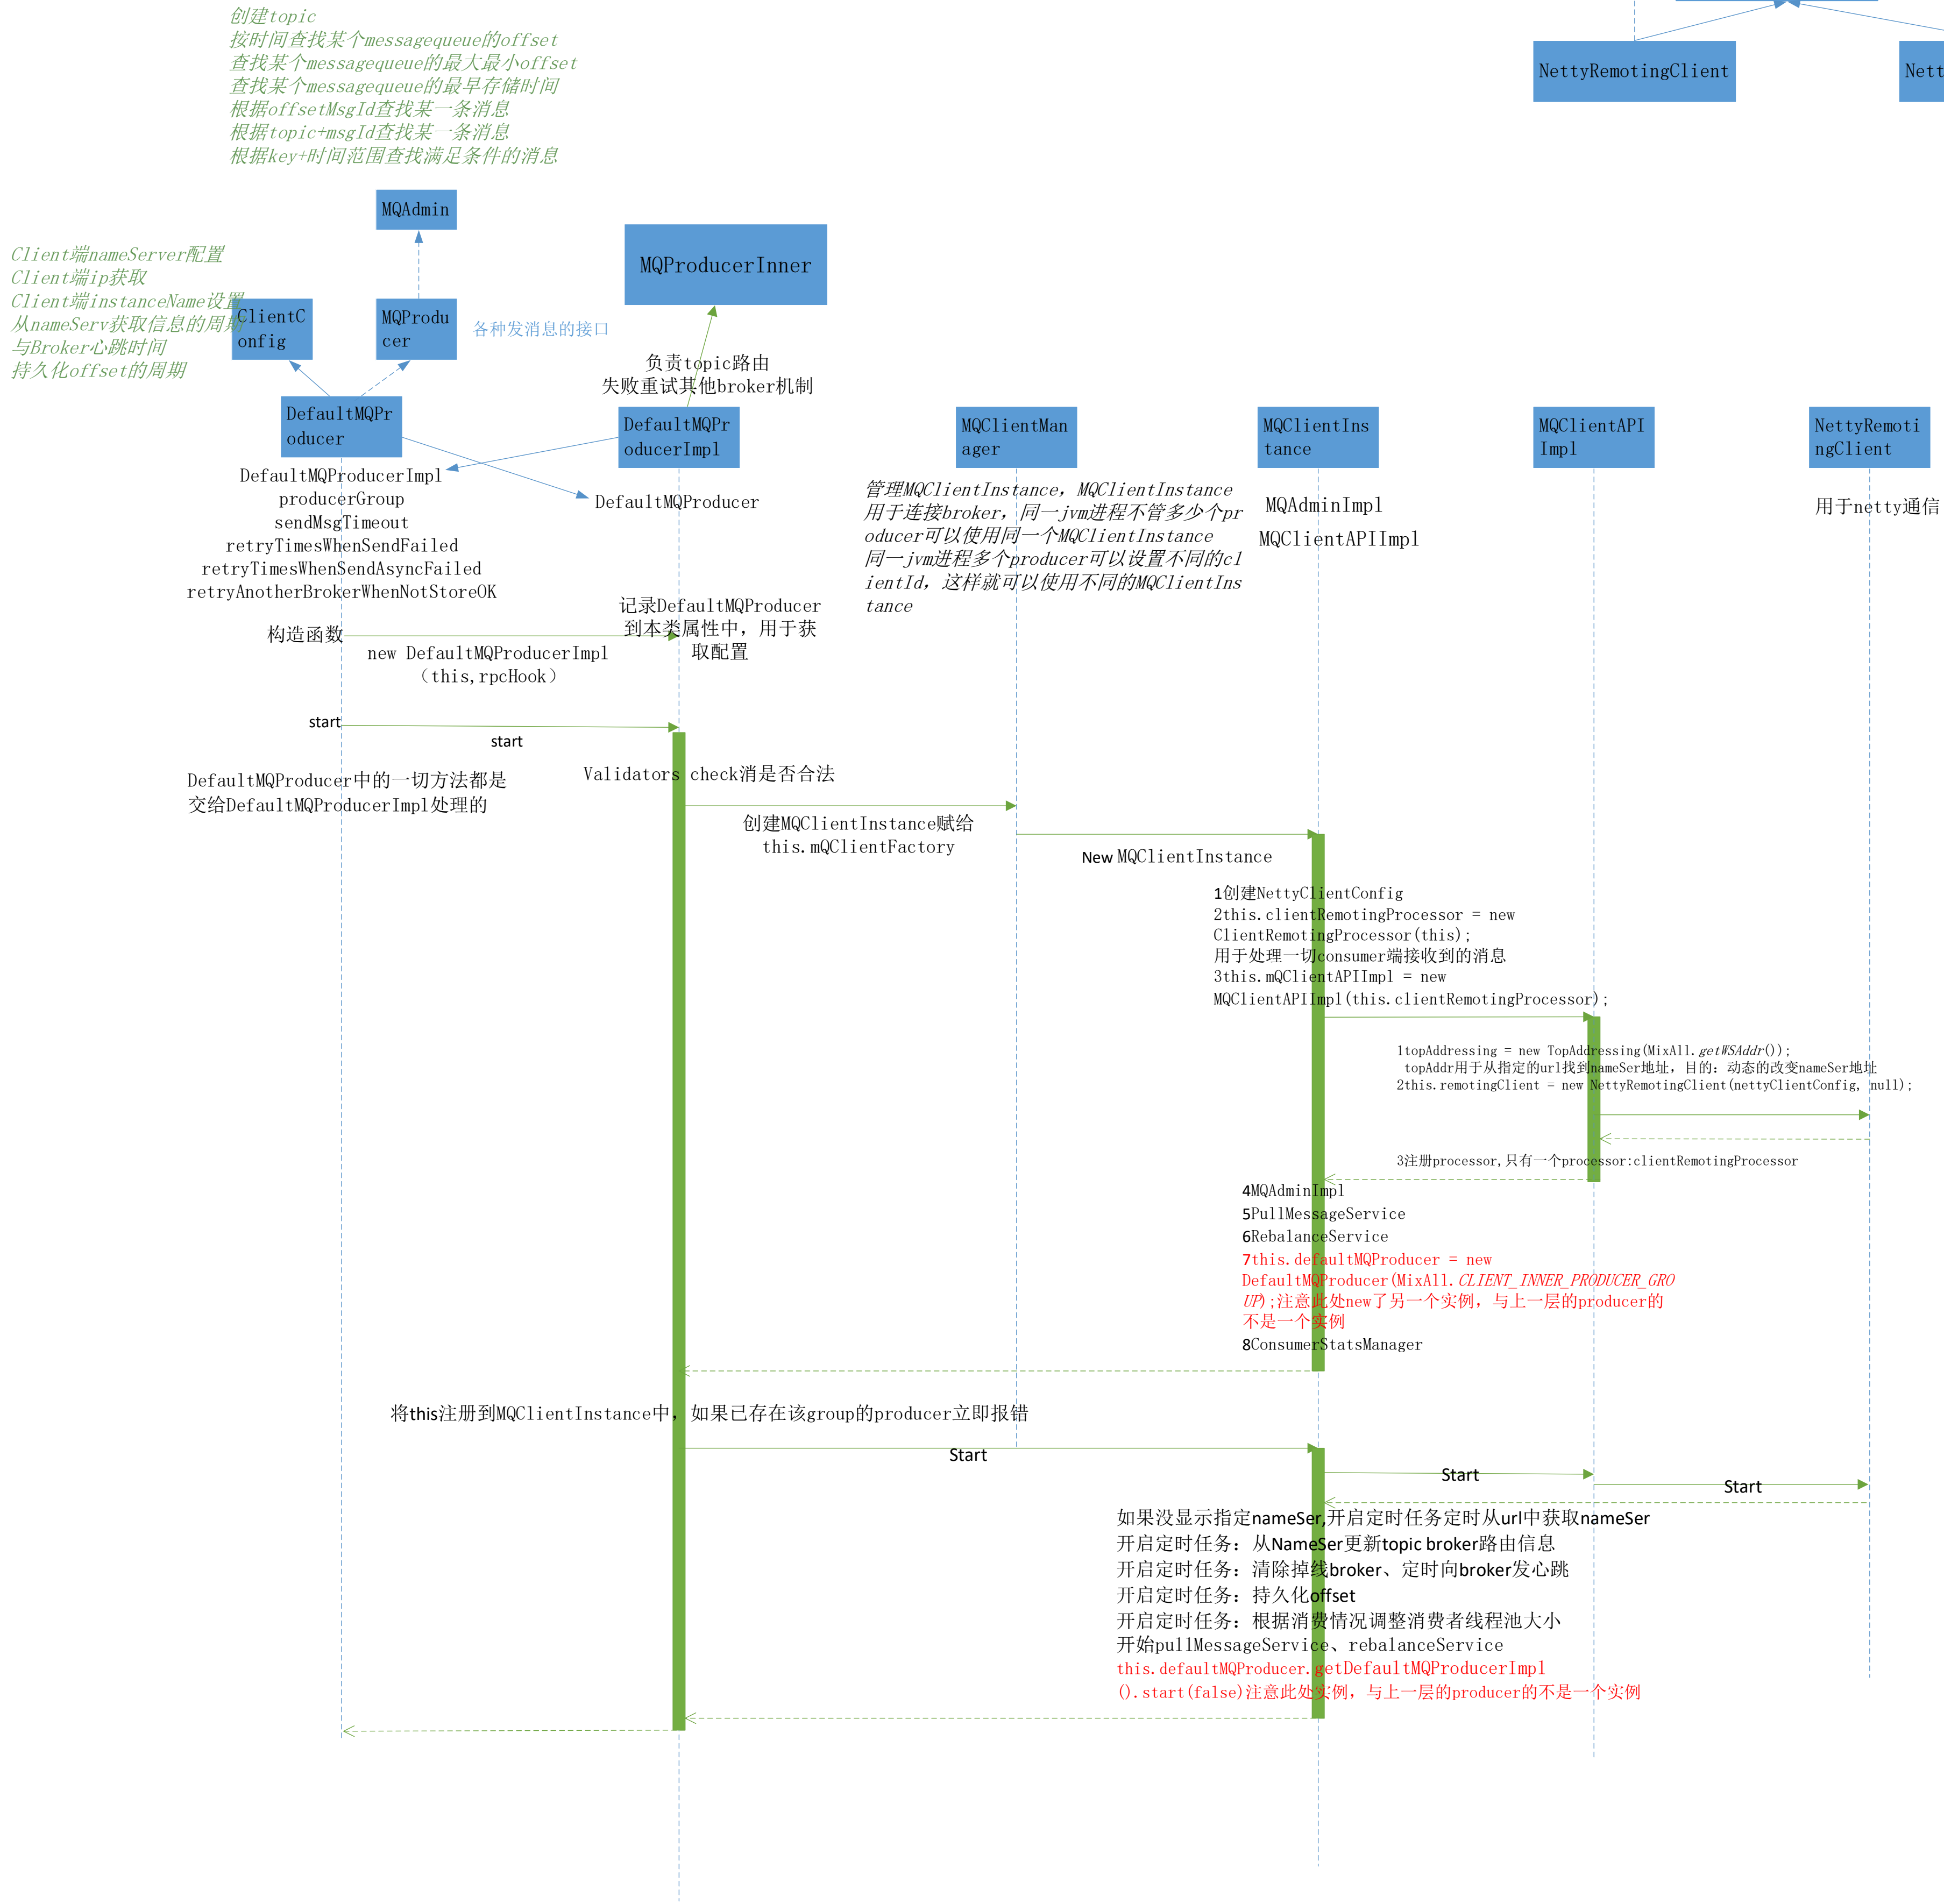 创建topic
按时间查找某个messagequeue的offset
查找某个messagequeue的最大最小offset
查找某个messagequeue的最早存储时间
根据offsetMsgId查找某一条消息
根据topic+msgId查找某一条消息
根据key+时间范围查找满足条件的消息
NettyRemotingClient
Nett
MQAdmin
Client端nameServer配置
Client端ip获取
Client端instanceName设置
从nameServ获取信息的周期
与Broker心跳时间
持久化offset的周期
ClientC
onfig
MQProdu
cer
各种发消息的接口
MQProducerInner
负责topic路由
失败重试其他broker机制
DefaultMQPr
oducer
DefaultMQPr
oducerImpl
MQClientMan
ager
MQClientIns
tance
MQClientAPI
Impl
NettyRemoti
ngClient
DefaultMQProducerImpl
producerGroup
sendMsgTimeout
retryTimesWhenSendFailed
retryTimesWhenSendAsyncFailed
retryAnotherBrokerWhenNotStoreOK
DefaultMQProducer
管理MQClientInstance，MQClientInstance
用于连接broker，同一jvm进程不管多少个pr
oducer可以使用同一个MQClientInstance
同一jvm进程多个producer可以设置不同的cl
ientId，这样就可以使用不同的MQClientIns
tance
MQAdminImpl
MQClientAPIImpl
用于netty通信
构造函数
new DefaultMQProducerImpl
（this,rpcHook）
记录DefaultMQProducer
到本类属性中，用于获
取配置
start
start
DefaultMQProducer中的一切方法都是
交给DefaultMQProducerImpl处理的
Validators check消是否合法
创建MQClientInstance赋给
this.mQClientFactory
New MQClientInstance
1创建NettyClientConfig
2this.clientRemotingProcessor = new
ClientRemotingProcessor(this);
用于处理一切consumer端接收到的消息
3this.mQClientAPIImpl = new
MQClientAPIImpl(this.clientRemotingProcessor);
1topAddressing = new TopAddressing(MixAll.getWSAddr());
topAddr用于从指定的url找到nameSer地址，目的：动态的改变nameSer地址
2this.remotingClient = new NettyRemotingClient(nettyClientConfig, null);
3注册processor,只有一个processor:clientRemotingProcessor
4MQAdminImpl
5PullMessageService
6RebalanceService
7this.defaultMQProducer = new
DefaultMQProducer(MixAll.CLIENT_INNER_PRODUCER_GRO
UP);注意此处new了另一个实例，与上一层的producer的
不是一个实例
8ConsumerStatsManager
将this注册到MQClientInstance中，如果已存在该group的producer立即报错
Start
Start
Start
如果没显示指定nameSer,开启定时任务定时从url中获取nameSer
开启定时任务：从NameSer更新topic broker路由信息
开启定时任务：清除掉线broker、定时向broker发心跳
开启定时任务：持久化offset
开启定时任务：根据消费情况调整消费者线程池大小
开始pullMessageService、rebalanceService
this.defaultMQProducer.getDefaultMQProducerImpl
().start(false)注意此处实例，与上一层的producer的不是一个实例